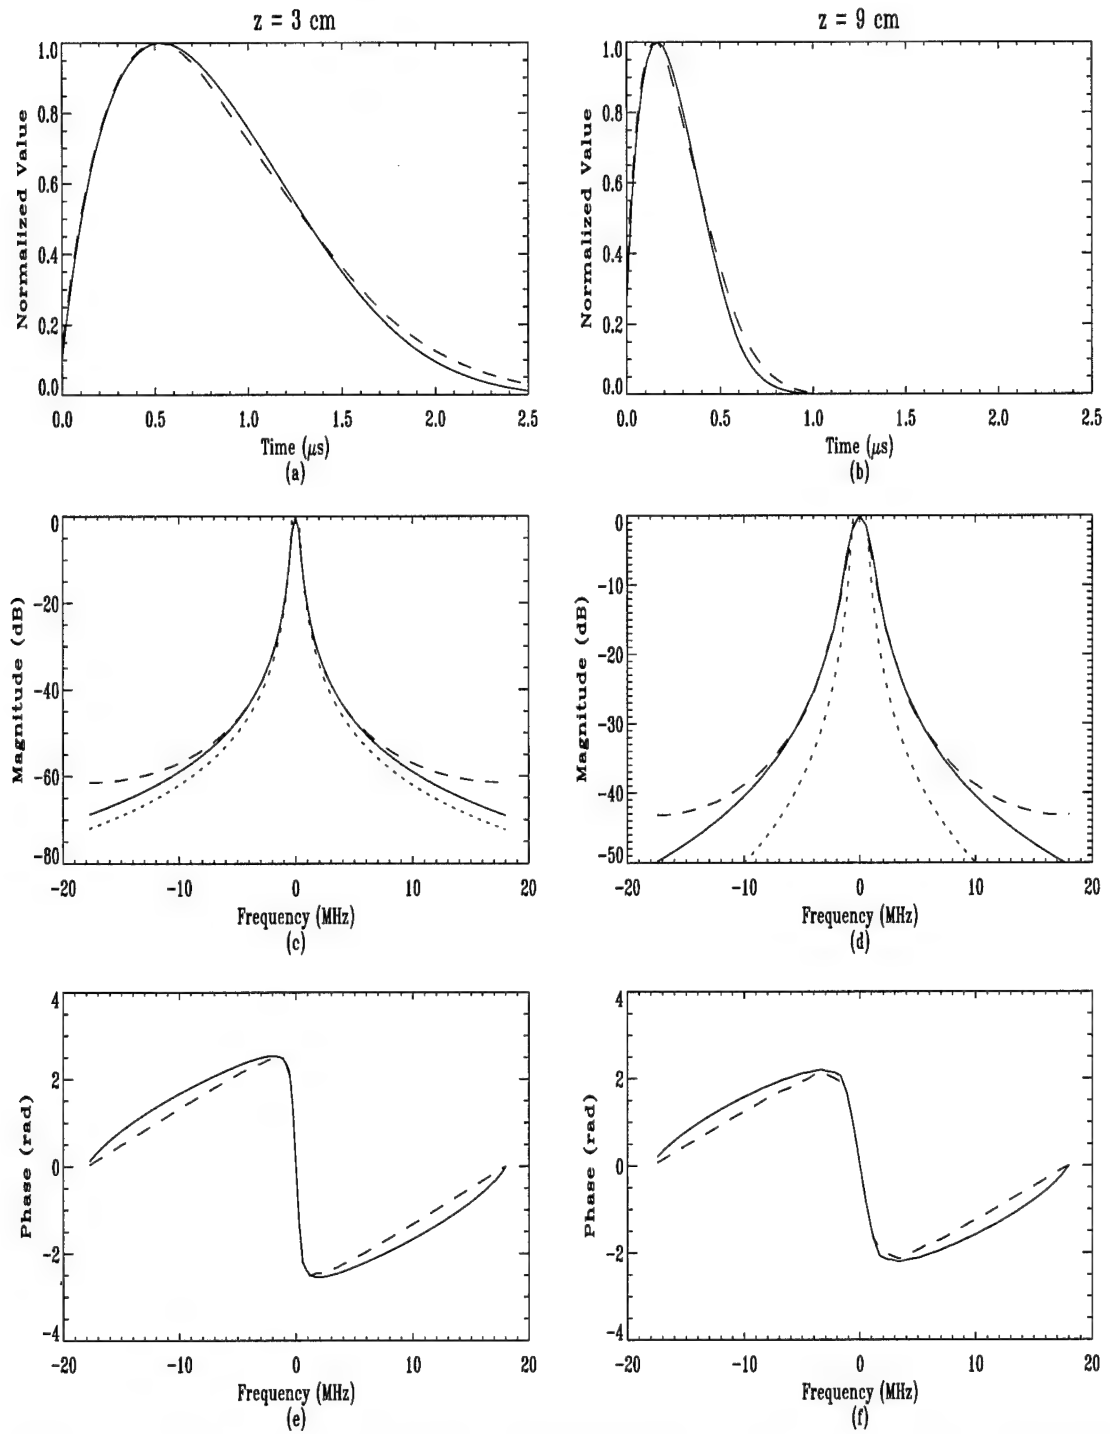 z = 3 cm
z = 9 cm
Normalized Value
1.0
0.8
0.6
0.4
0.2
0.0
0.0 0.5 1.0 1.5 2.0 2.5
Time (μs)
(a)
Normalized Value
1.0
0.8
0.6
0.4
0.2
0.0
0.0 0.5 1.0 1.5 2.0 2.5
Time (μs)
(b)
Magnitude (dB)
0
-20
-40
-60
-80
-20 -10 0 10 20
Frequency (MHz)
(c)
Magnitude (dB)
0
-10
-20
-30
-40
-50
-20 -10 0 10 20
Frequency (MHz)
(d)
Phase (rad)
4
2
0
-2
-4
-20 -10 0 10 20
Frequency (MHz)
(e)
Phase (rad)
4
2
0
-2
-4
-20 -10 0 10 20
Frequency (MHz)
(f)